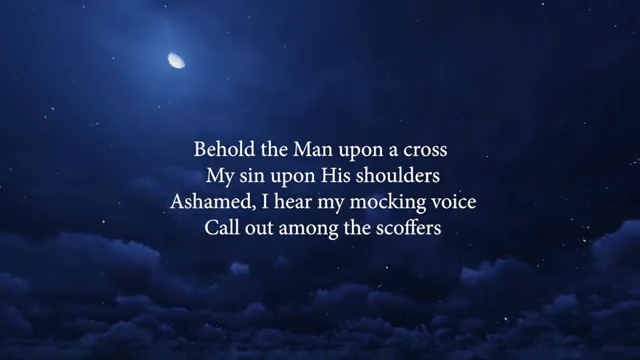 Behold the Man upon a cross
My sin upon His shoulders
Ashamed, I hear my mocking voice
Call out among the scoffers